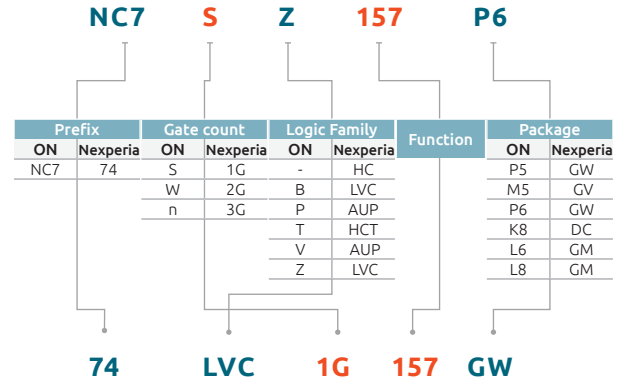 NC7 S Z 157 P6
Prefix Gate count Logic Family Function Package
ON Nexperia ON Nexperia ON Nexperia ON Nexperia
NC7 74 S 1G - HC P5 GW
W 2G B LVC M5 GV
n 3G P AUP P6 GW
T HCT K8 DC
V AUP L6 GM
Z LVC L8 GM
74 LVC 1G 157 GW